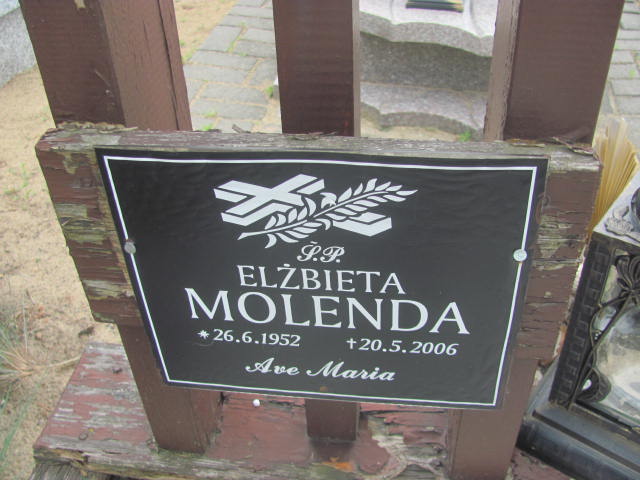 Ś.P.
ELŻBIETA
MOLENDA
*26.6.1952 †20.5.2006
Ave Maria